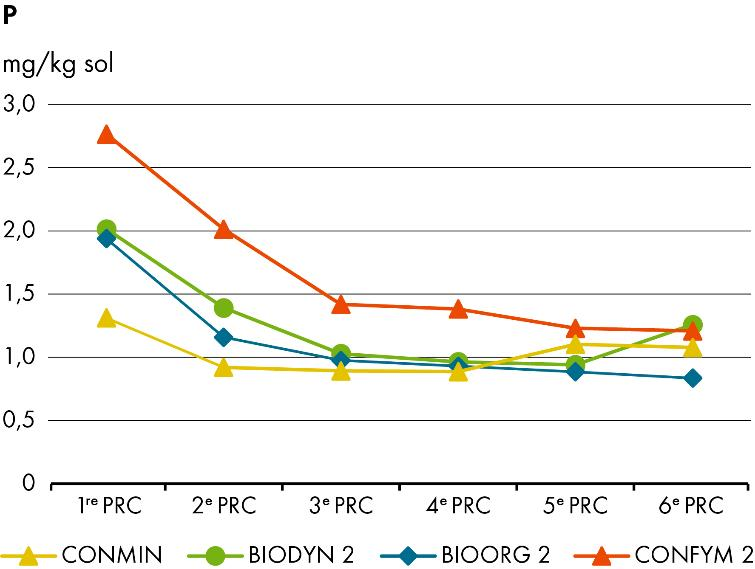 P
mg/kg sol
3,0
2,5
2,0
1,5
1,0
0,5
0
1re PRC 2e PRC 3e PRC 4e PRC 5e PRC 6e PRC
CONMIN BIODYN 2 BIOORG 2 CONFYM 2